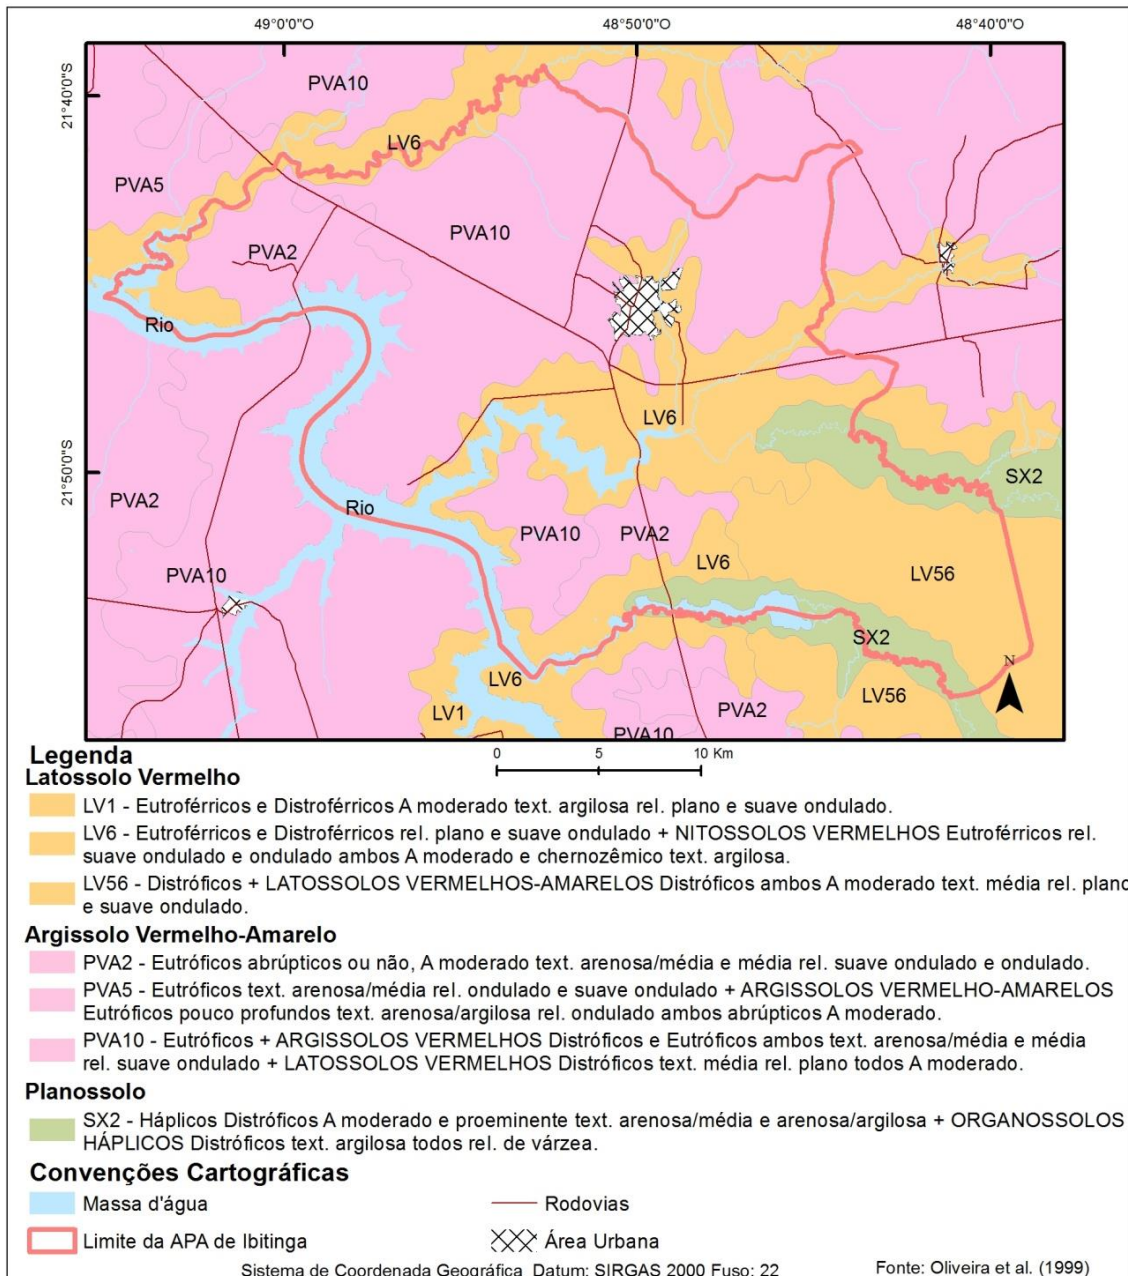 49°0'0"O 48°50'0"O 48°40'0"O
21°40'0"S
21°50'0"S
PVA10
LV6
PVA5
PVA2
PVA10
Rio
LV6
SX2
PVA2
Rio
PVA10
PVA2
LV6
LV56
PVA10
SX2
N
LV6
LV56
PVA2
LV1
PVA10
0 5 10 Km
Legenda
Latossolo Vermelho
LV1 - Eutroférricos e Distroférricos A moderado text. argilosa rel. plano e suave ondulado.
LV6 - Eutroférricos e Distroférricos rel. plano e suave ondulado + NITOSSOLOS VERMELHOS Eutroférricos rel.
suave ondulado e ondulado ambos A moderado e chernozêmico text. argilosa.
LV56 - Distróficos + LATOSSOLOS VERMELHOS-AMARELOS Distróficos ambos A moderado text. média rel. plano
e suave ondulado.
Argissolo Vermelho-Amarelo
PVA2 - Eutróficos abrúpticos ou não, A moderado text. arenosa/média e média rel. suave ondulado e ondulado.
PVA5 - Eutróficos text. arenosa/média rel. ondulado e suave ondulado + ARGISSOLOS VERMELHO-AMARELOS
Eutróficos pouco profundos text. arenosa/argilosa rel. ondulado ambos abrúpticos A moderado.
PVA10 - Eutróficos + ARGISSOLOS VERMELHOS Distróficos e Eutróficos ambos text. arenosa/média e média
rel. suave ondulado + LATOSSOLOS VERMELHOS Distróficos text. média rel. plano todos A moderado.
Planossolo
SX2 - Háplicos Distróficos A moderado e proeminente text. arenosa/média e arenosa/argilosa + ORGANOSSOLOS
HÁPLICOS Distróficos text. argilosa todos rel. de várzea.
Convenções Cartográficas
Massa d'água Rodovias
Limite da APA de Ibitinga Área Urbana
Sistema de Coordenada Geográfica Datum: SIRGAS 2000 Fuso: 22 Fonte: Oliveira et al. (1999)